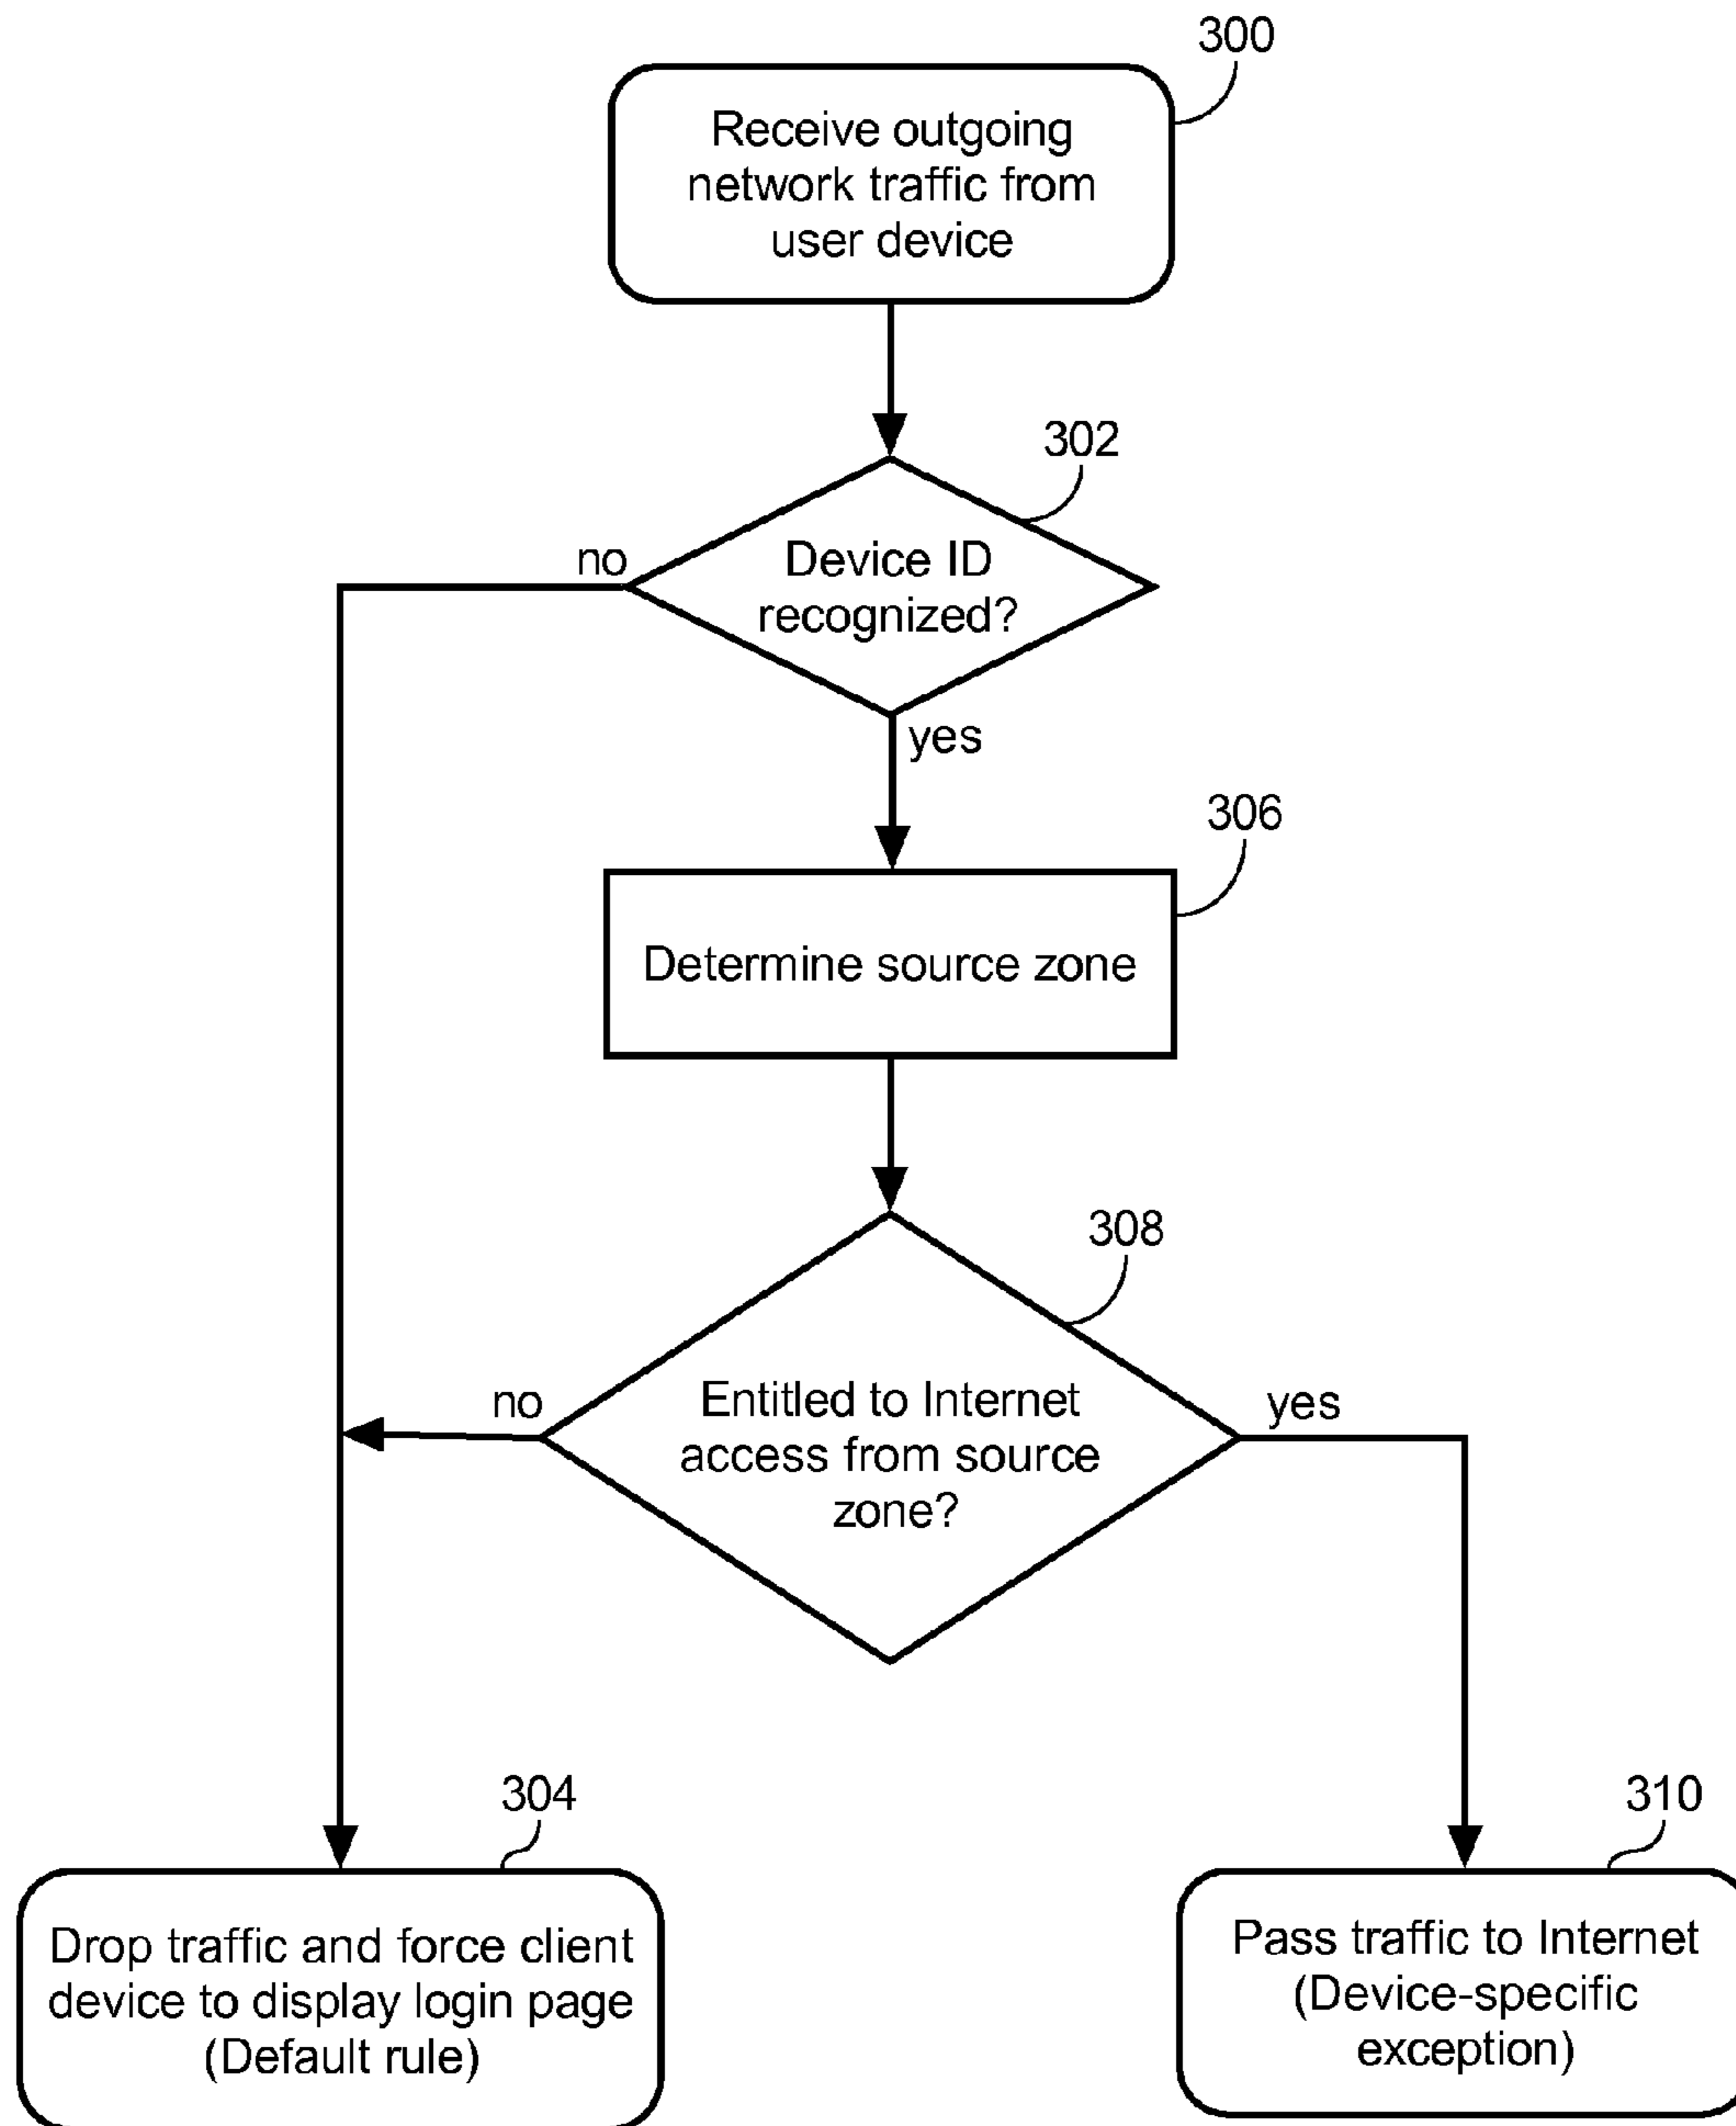 300
Receive outgoing
network traffic from
user device
302
Device ID
recognized?
no
yes
306
Determine source zone
308
Entitled to Internet
access from source
zone?
no
yes
304
Drop traffic and force client
device to display login page
(Default rule)
310
Pass traffic to Internet
(Device-specific
exception)